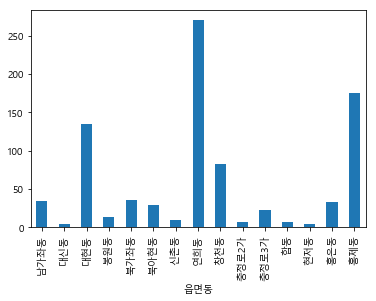 250
200
150
100
50
0
남가좌동
대신동
대현동
봉원동
북가좌동
북아현동
신촌동
연희동
창천동
충정로2가
충정로3가
합동
현저동
홍은동
홍제동
읍면동